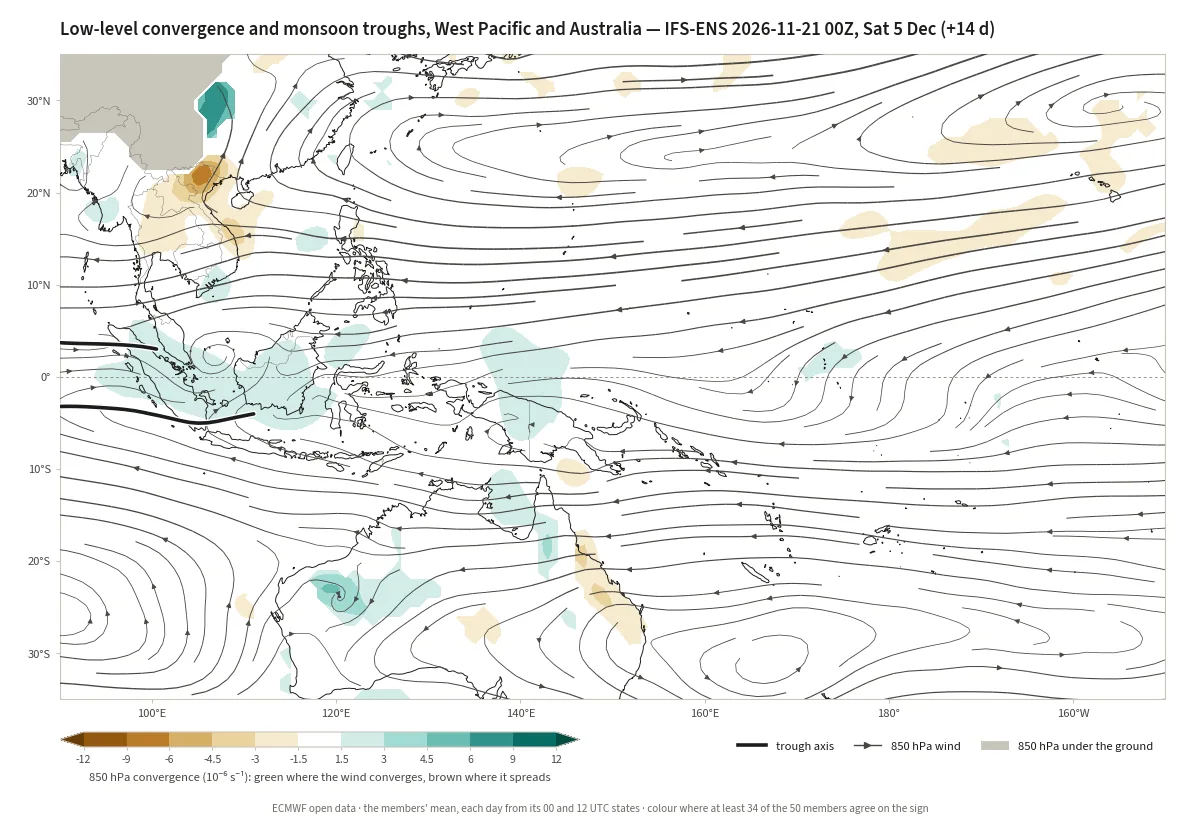 Low-level convergence and monsoon troughs, West Pacific and Australia — IFS-ENS 2026-11-21 00Z, Sat 5 Dec (+14 d)
30°N
20°N
10°N
0°
10°S
20°S
30°S
100°E 120°E 140°E 160°E 180° 160°W
-12 -9 -6 -4.5 -3 -1.5 1.5 3 4.5 6 9 12
850 hPa convergence (10⁻⁶ s⁻¹): green where the wind converges, brown where it spreads
trough axis 850 hPa wind 850 hPa under the ground
ECMWF open data · the members' mean, each day from its 00 and 12 UTC states · colour where at least 34 of the 50 members agree on the sign